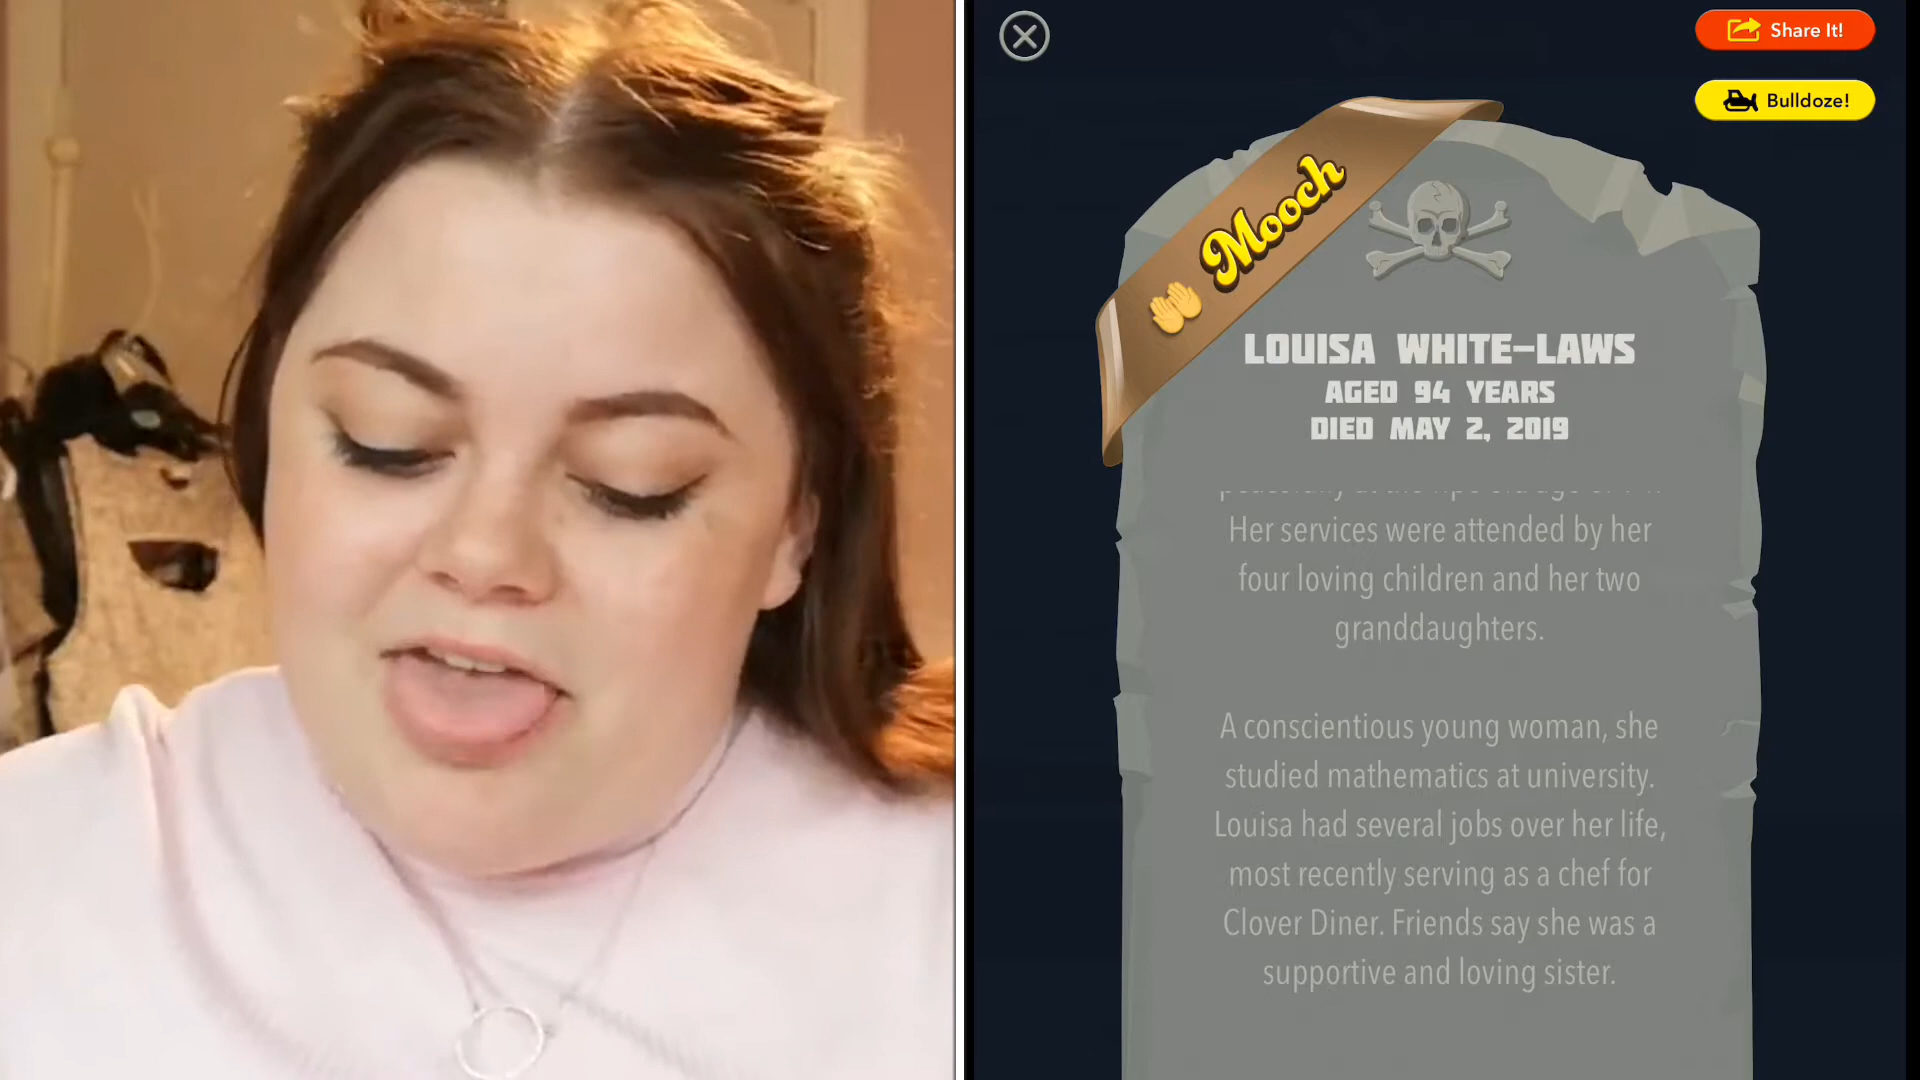 Share It!
Bulldoze!
Mooch
LOUISA WHITE-LAWS
AGED 94 YEARS
DIED MAY 2, 2019
Her services were attended by her
four loving children and her two
granddaughters.
A conscientious young woman, she
studied mathematics at university.
Louisa had several jobs over her life,
most recently serving as a chef for
Clover Diner. Friends say she was a
supportive and loving sister.